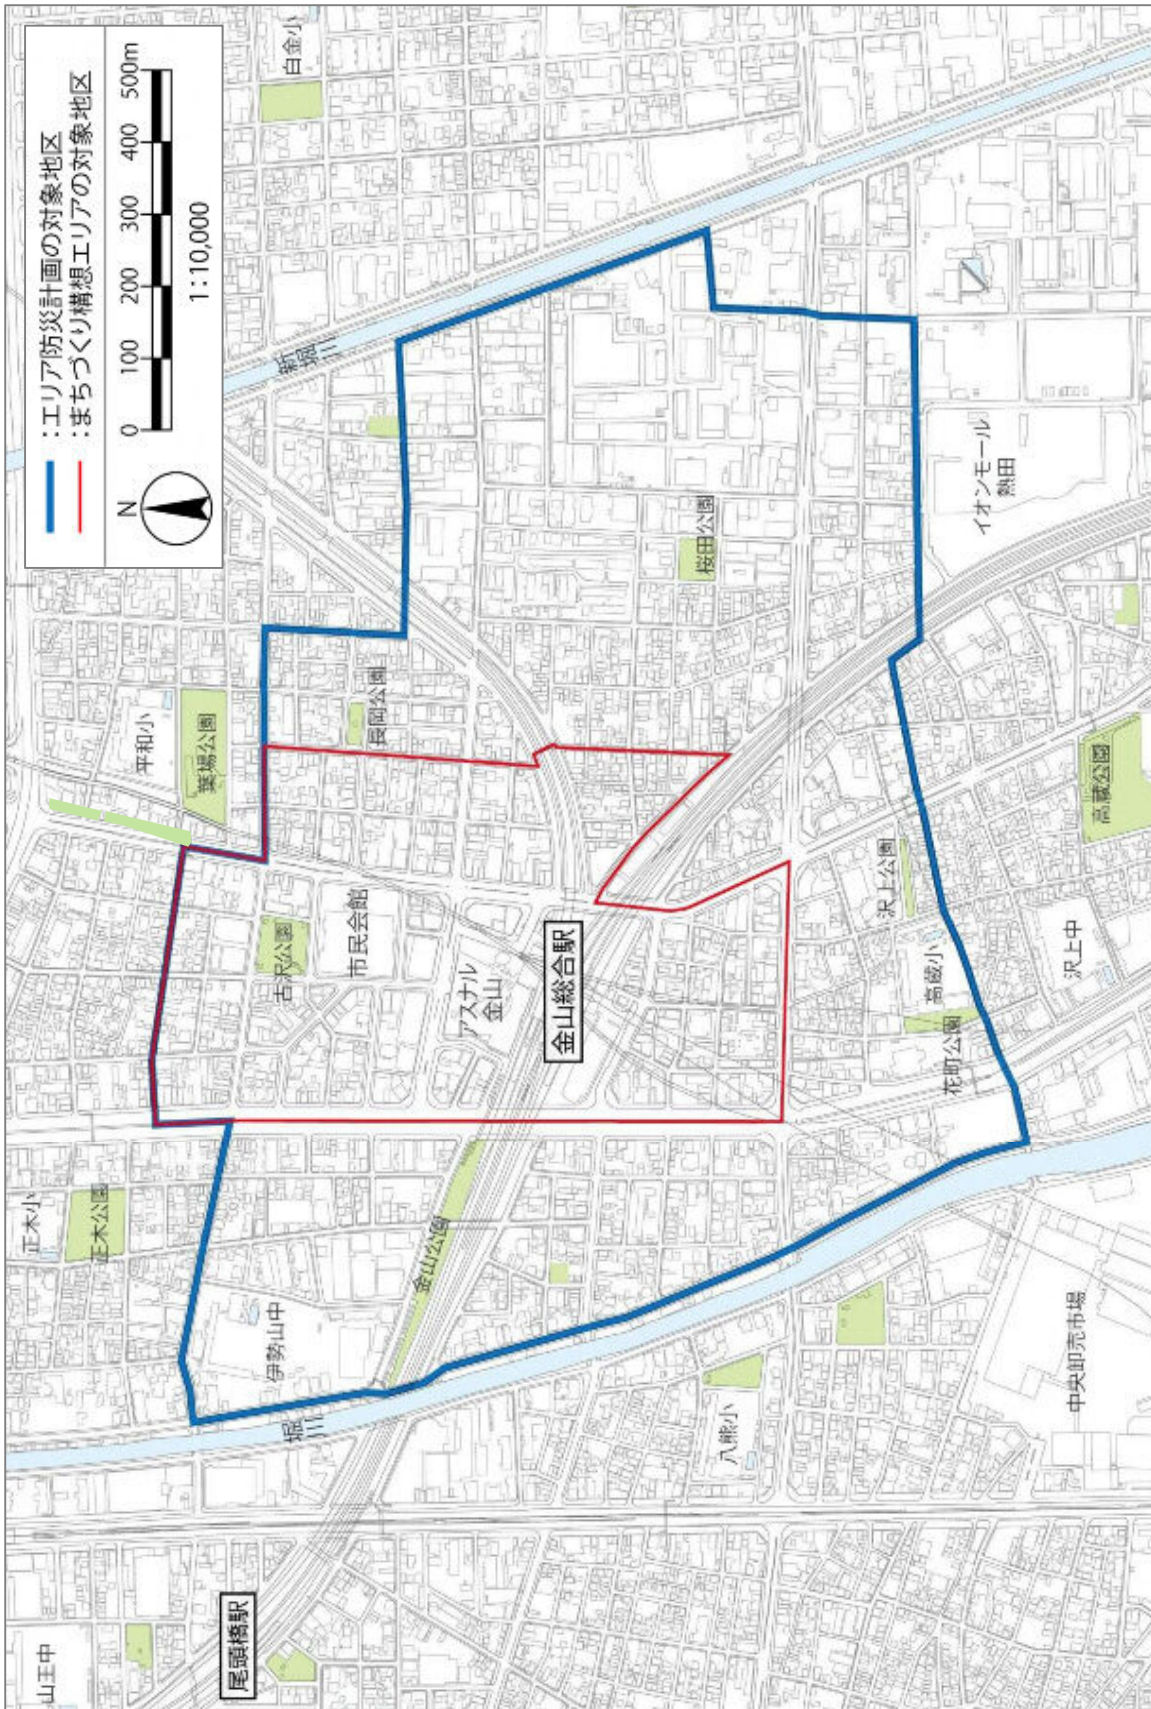 ：エリア防災計画の対象地区
：まちづくり構想エリアの対象地区
N
0 100 200 300 400 500m
1:10,000
山王中
尾頭橋駅
正木小
正木公園
伊勢山中
堀川
金山公園
八熊小
中央卸売市場
平和小
葉場公園
古沢公園
市民会館
アスナル
金山
金山総合駅
長岡公園
沢上公園
高蔵小
花町公園
沢上中
高蔵公園
白金小
新堀川
桜田公園
イオンモール
熱田